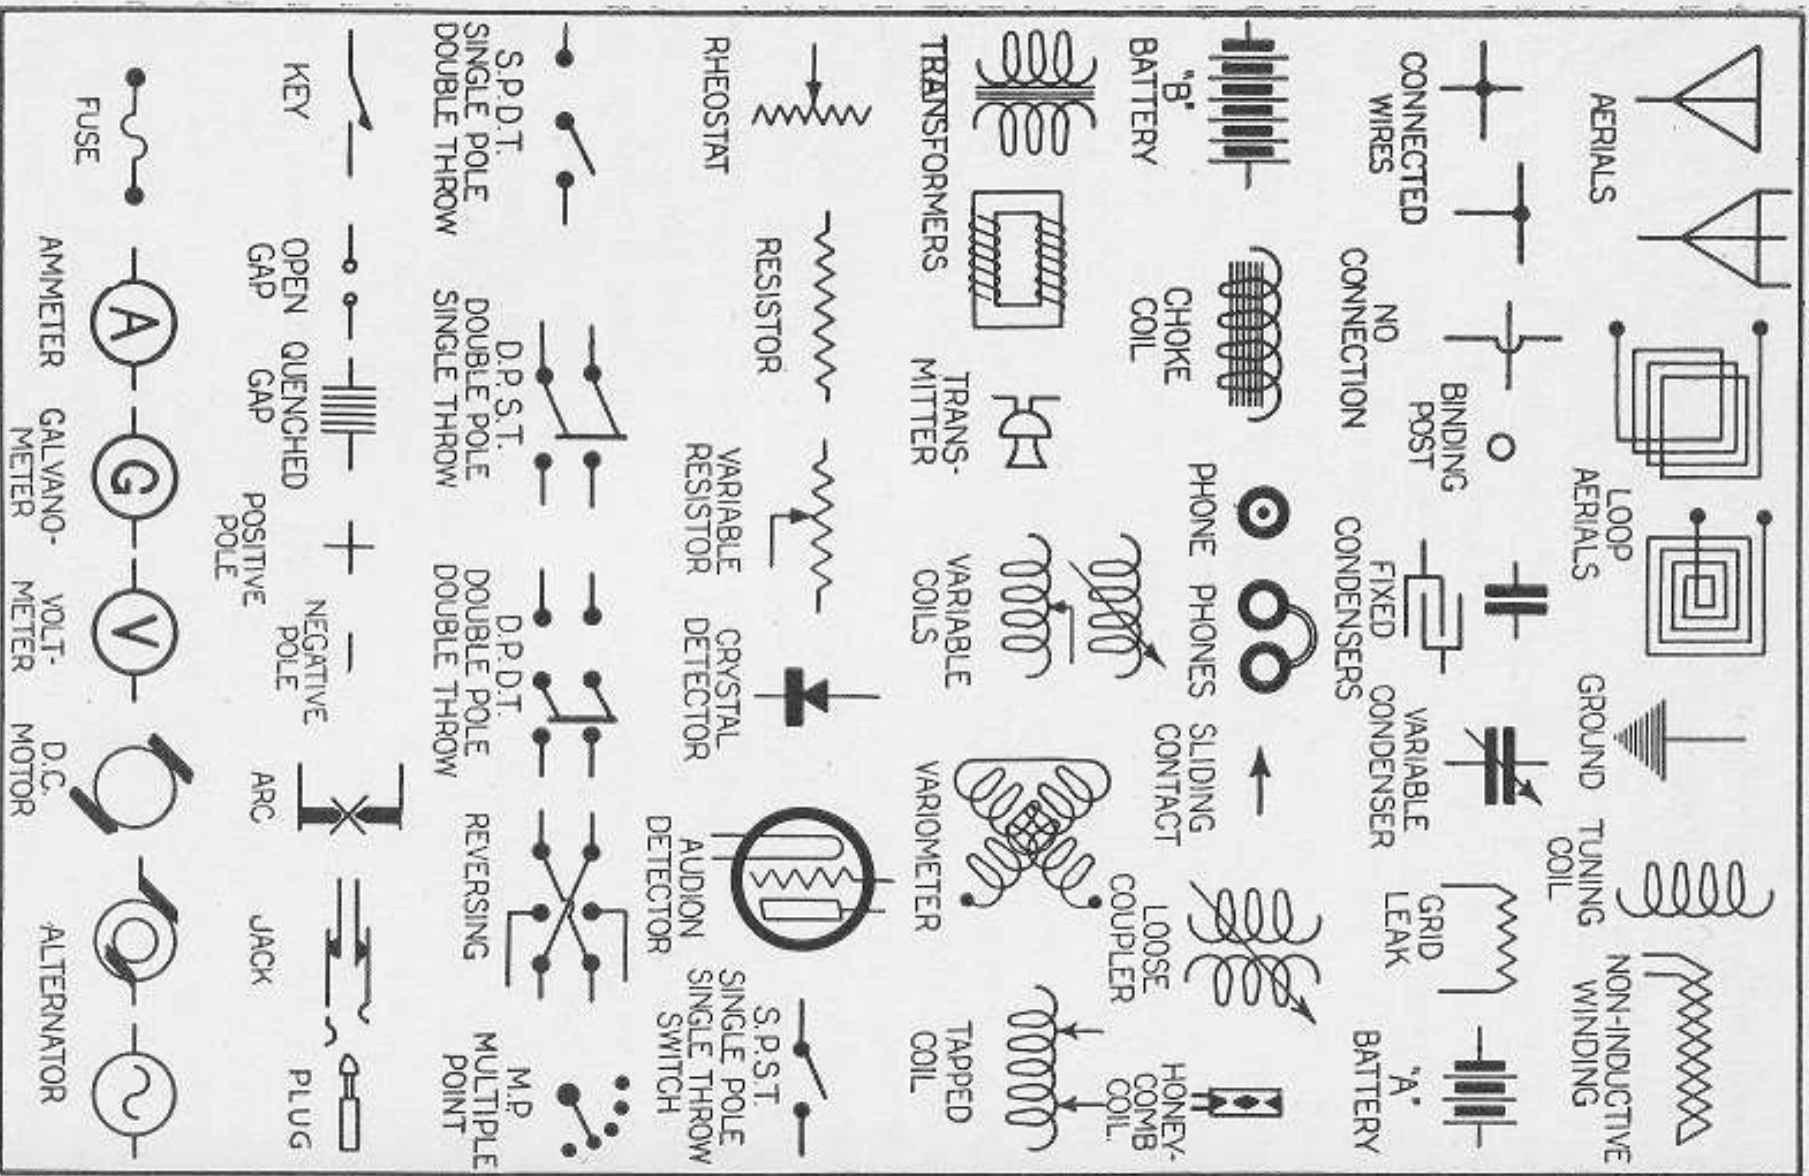 AERIALS
LOOP
AERIALS
GROUND
TUNING
COIL
NON-INDUCTIVE
WINDING
CONNECTED
WIRES
NO
CONNECTION
BINDING
POST
FIXED
CONDENSERS
VARIABLE
CONDENSER
GRID
LEAK
"A"
BATTERY
"B"
BATTERY
CHOKE
COIL
PHONE
PHONES
SLIDING
CONTACT
LOOSE
COUPLER
HONEY-
COMB
COIL.
TRANSFORMERS
TRANS-
MITTER
VARIABLE
COILS
VARIOMETER
TAPPED
COIL
RHEOSTAT
RESISTOR
VARIABLE
RESISTOR
CRYSTAL
DETECTOR
AUDION
DETECTOR
S.P.S.T.
SINGLE POLE
SINGLE THROW
SWITCH
S.P.D.T.
SINGLE POLE
DOUBLE THROW
D.P.S.T.
DOUBLE POLE
SINGLE THROW
D.P.D.T.
DOUBLE POLE
DOUBLE THROW
REVERSING
M.P.
MULTIPLE
POINT
KEY
OPEN
GAP
QUENCHED
GAP
POSITIVE
POLE
NEGATIVE
POLE
ARC
JACK
PLUG
FUSE
A
AMMETER
G
GALVANO-
METER
V
VOLT-
METER
D.C.
MOTOR
ALTERNATOR